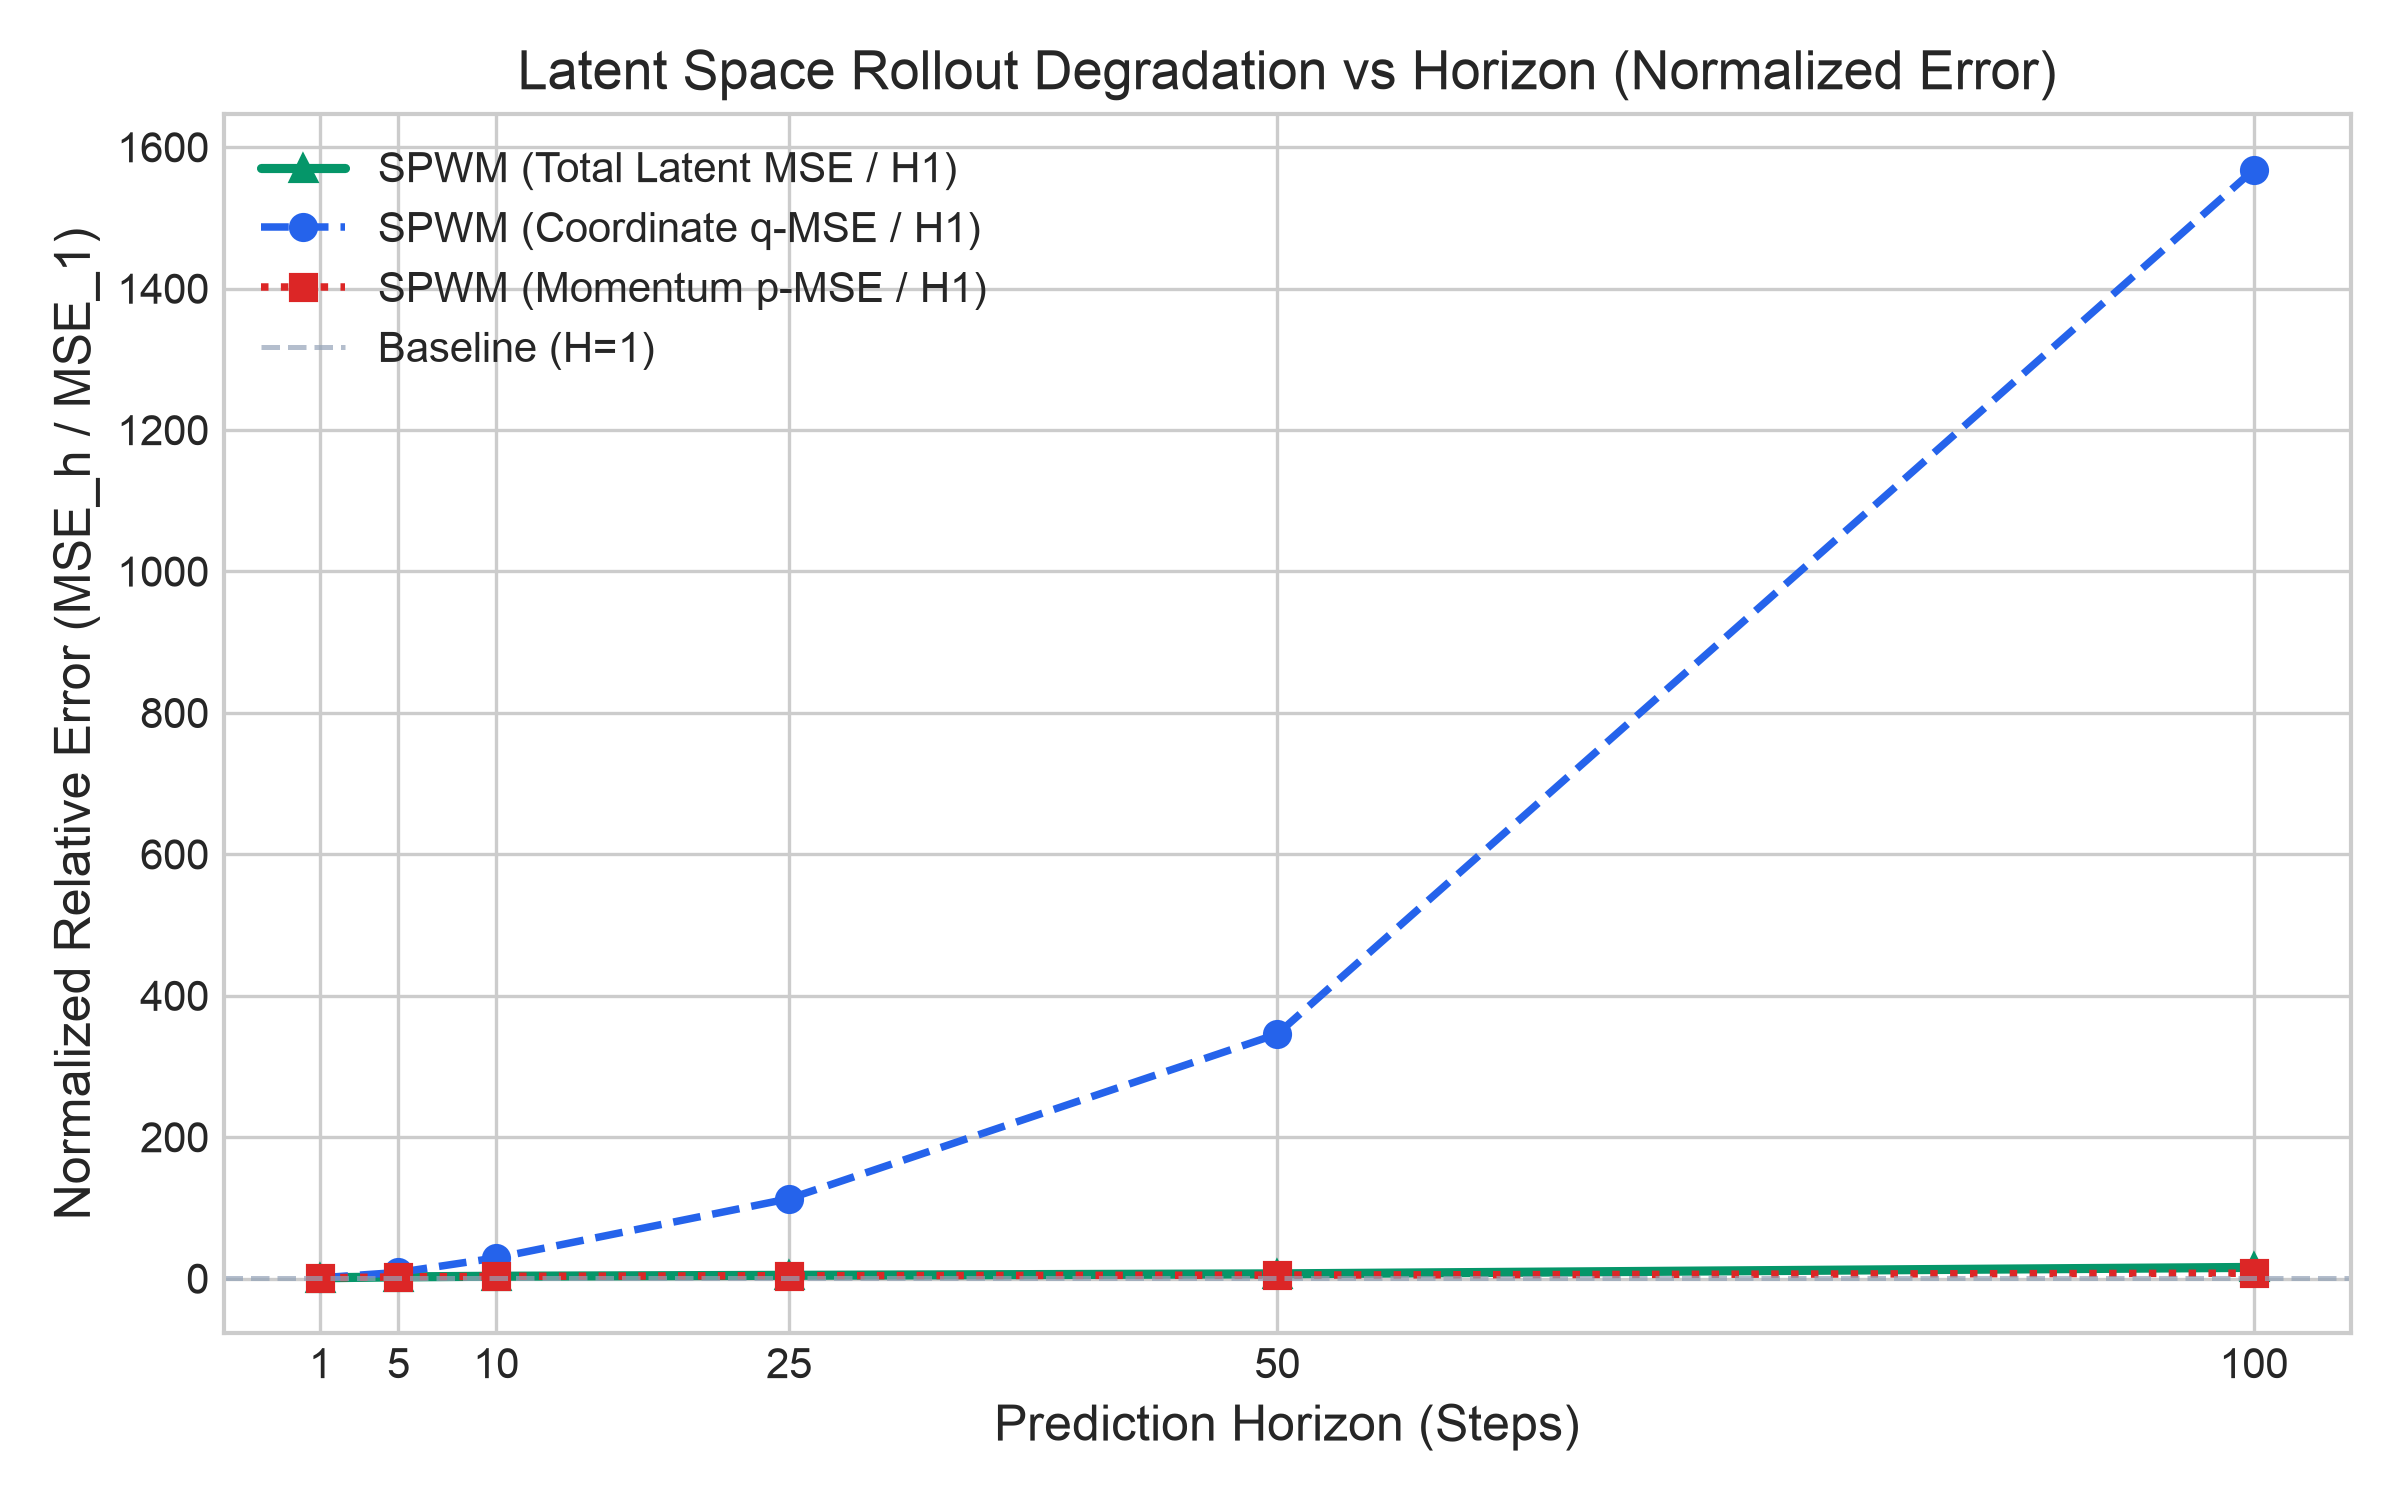 Latent Space Rollout Degradation vs Horizon (Normalized Error)
Normalized Relative Error (MSE_h / MSE_1)
1600
1400
1200
1000
800
600
400
200
0
SPWM (Total Latent MSE / H1)
SPWM (Coordinate q-MSE / H1)
SPWM (Momentum p-MSE / H1)
Baseline (H=1)
1 5 10 25 50 100
Prediction Horizon (Steps)